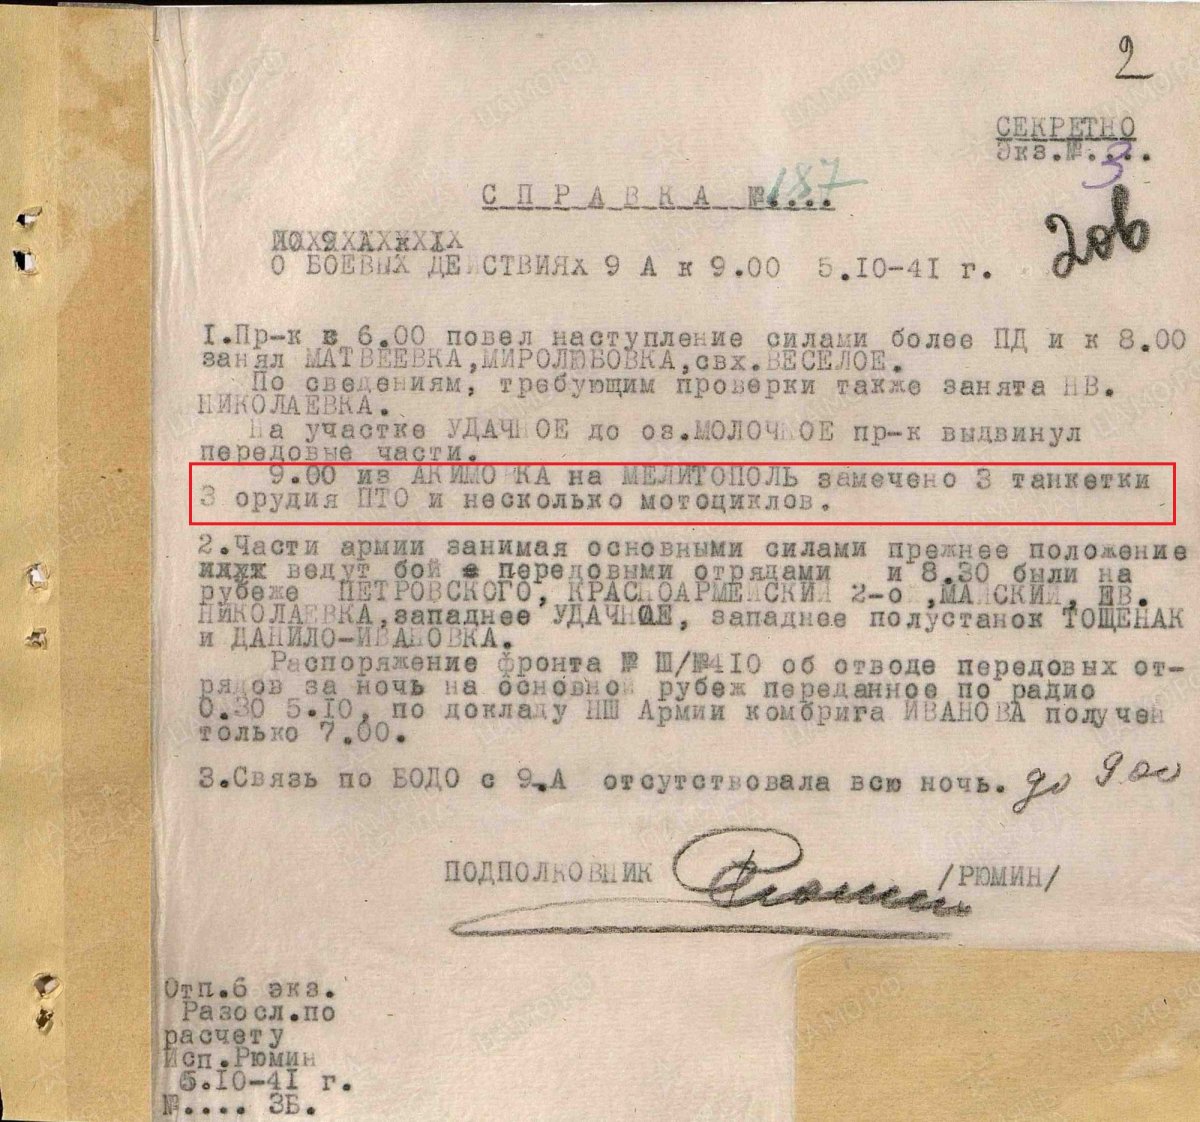 2
СЕКРЕТНО
Экз.№.3...
СПРАВКА №.187...
О БОЕВЫХ ДЕЙСТВИЯХ 9 А к 9.00 5.10-41 г.
1.Пр-к в 6.00 повел наступление силами более ПД и к 8.00
занял МАТВЕЕВКА,МИРОЛЮБОВКА,свх.ВЕСЕЛОЕ.
По сведениям, требующим проверки также занята НВ.
НИКОЛАЕВКА.
На участке УДАЧНОЕ до оз.МОЛОЧНОЕ пр-к выдвинул
передовые части.
9.00 из АКИМОВКА на МЕЛИТОПОЛЬ замечено 3 танкетки
3 орудия ПТО и несколько мотоциклов.
2.Части армии занимая основными силами прежнее положение
ведут бой передовыми отрядами и 8.30 были на
рубеже ПЕТРОВСКОГО, КРАСНОАРМЕЙСКИЙ 2-ой,МАЙСКИЙ, НВ.
НИКОЛАЕВКА,западнее УДАЧНОЕ, западнее полустанок ТОЩЕНАК
и ДАНИЛО-ИВАНОВКА.
Распоряжение фронта № Ш/№410 об отводе передовых от-
рядов за ночь на основной рубеж переданное по радио
0.30 5.10, по докладу НШ Армии комбрига ИВАНОВА получен
только 7.00.
3.Связь по БОДО с 9.А отсутствовала всю ночь. до 9 00
ПОДПОЛКОВНИК Рюмин /РЮМИН/
Отп.6 экз.
Разосл.по
расчету
Исп.Рюмин
5.10-41 г.
№.... ЗБ.